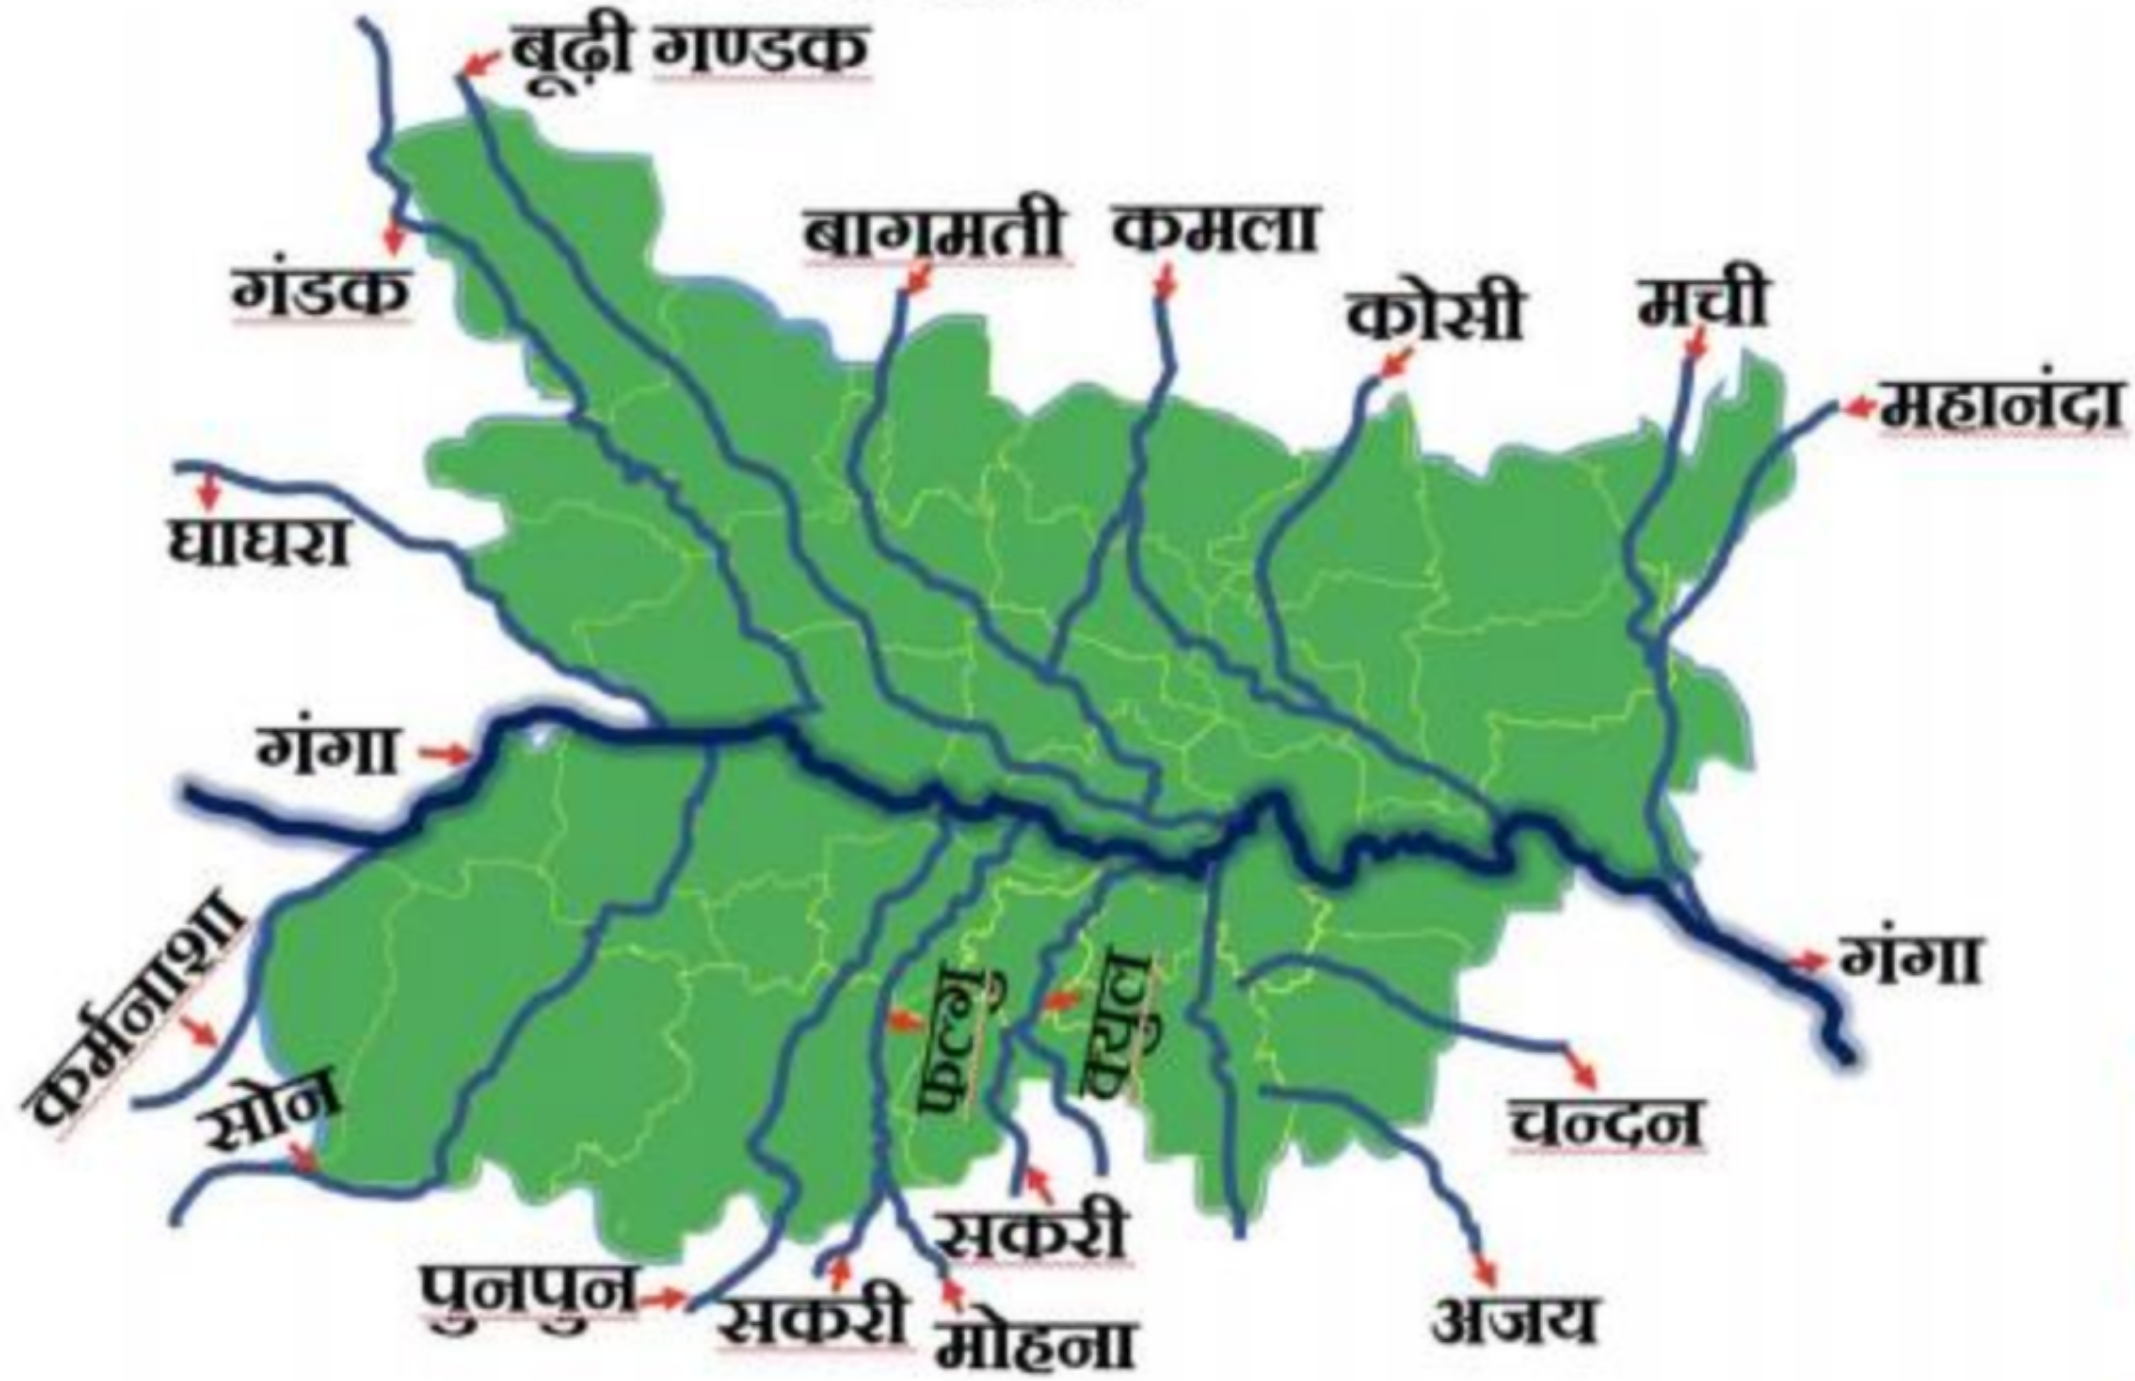 बूढ़ी गण्डक
बागमती
कमला
गंडक
कोसी
मची
महानंदा
घाघरा
गंगा
कर्मनाशा
गंगा
फल्गु
क्युल
सोन
चन्दन
सकरी
पुनपुन
सकरी
मोहना
अजय